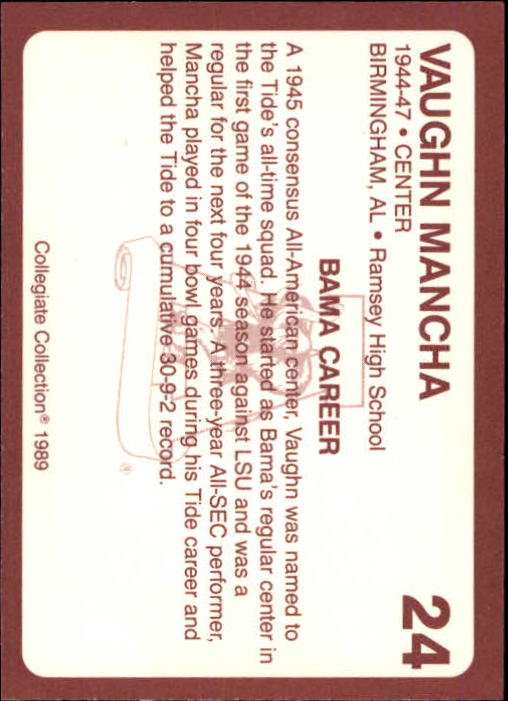 VAUGHN MANCHA 24
1944-47 • CENTER
BIRMINGHAM, AL • Ramsey High School
BAMA CAREER
A 1945 consensus All-American center, Vaughn was named to
the Tide's all-time squad. He started as Bama's regular center in
the first game of the 1944 season against LSU and was a
regular for the next four years. A three-year All-SEC performer,
Mancha played in four bowl games during his Tide career and
helped the Tide to a cumulative 30-9-2 record.
®
Collegiate Collection® 1989